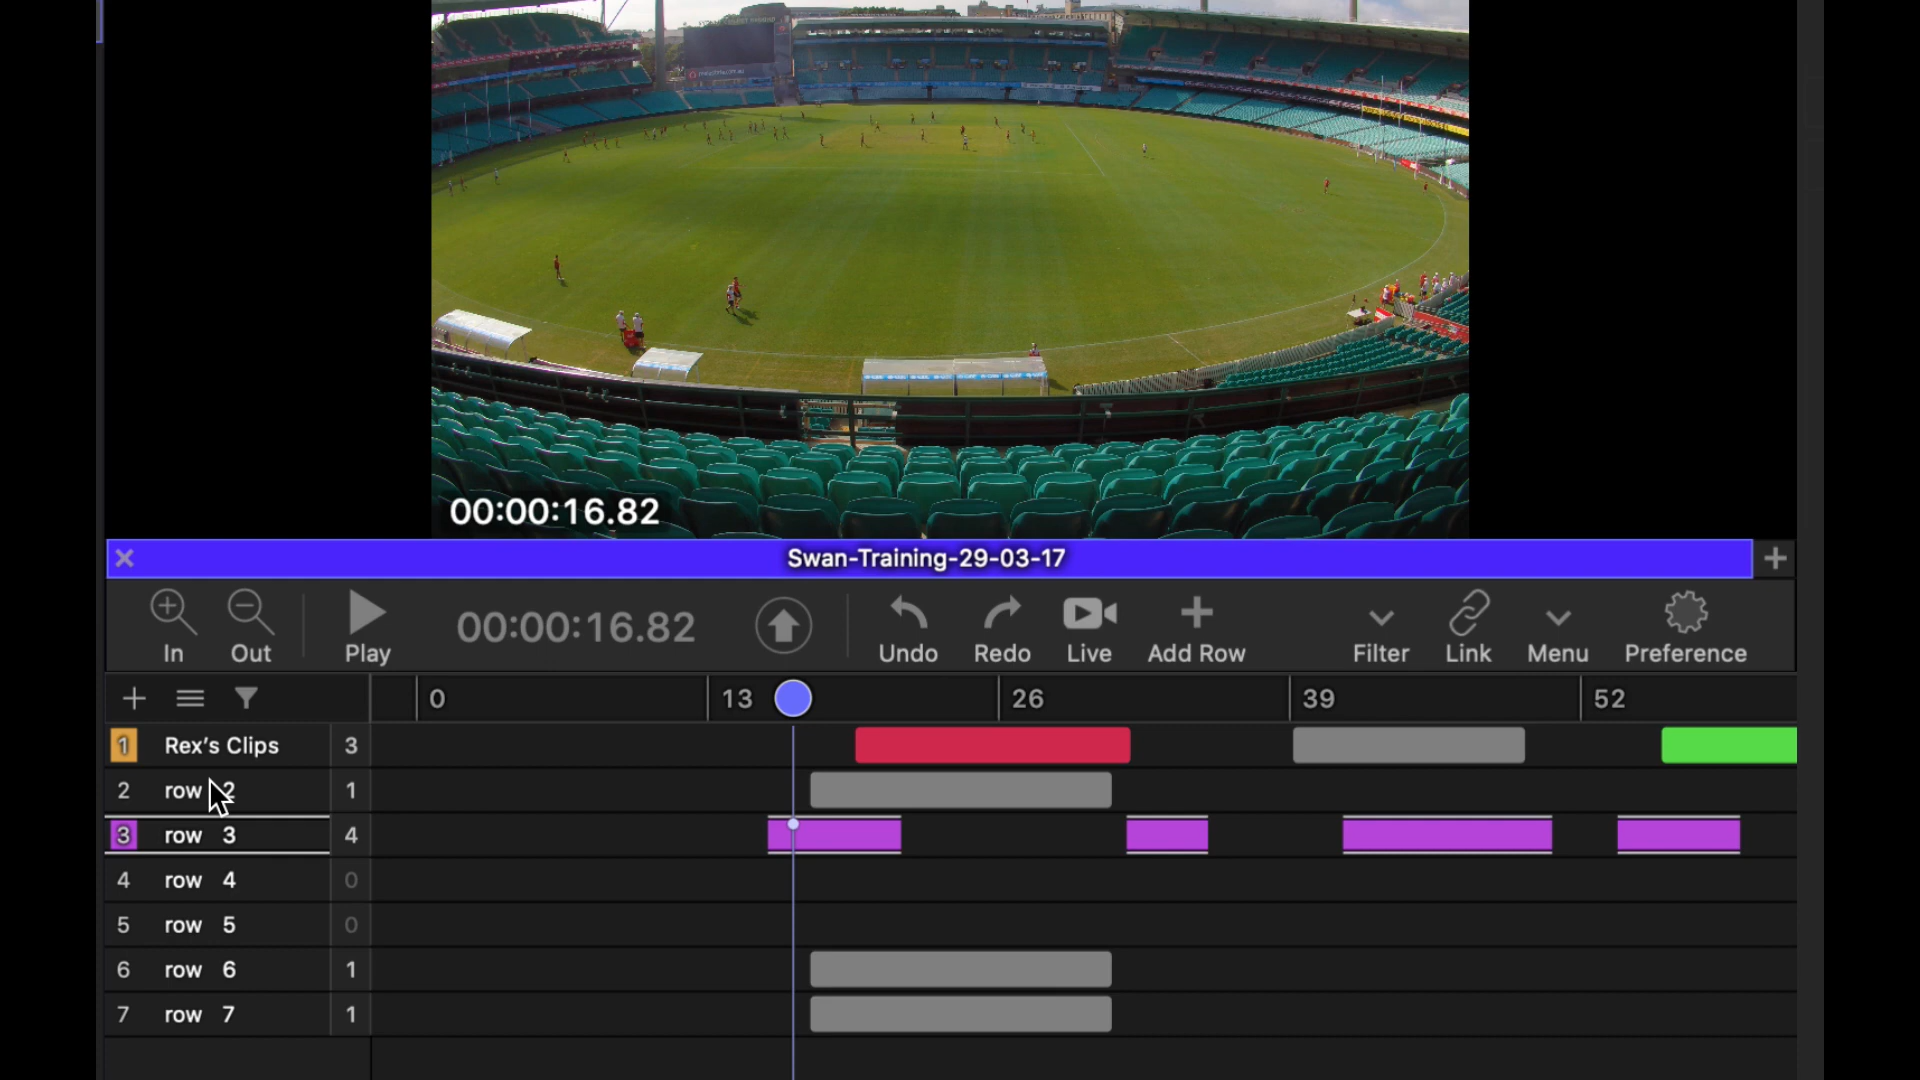 00:00:16.82
Swan-Training-29-03-17
In Out Play 00:00:16.82 Undo Redo Live Add Row Filter Link Menu Preference
0 13 26 39 52
1 Rex's Clips 3
2 row 2 1
3 row 3 4
4 row 4 0
5 row 5 0
6 row 6 1
7 row 7 1